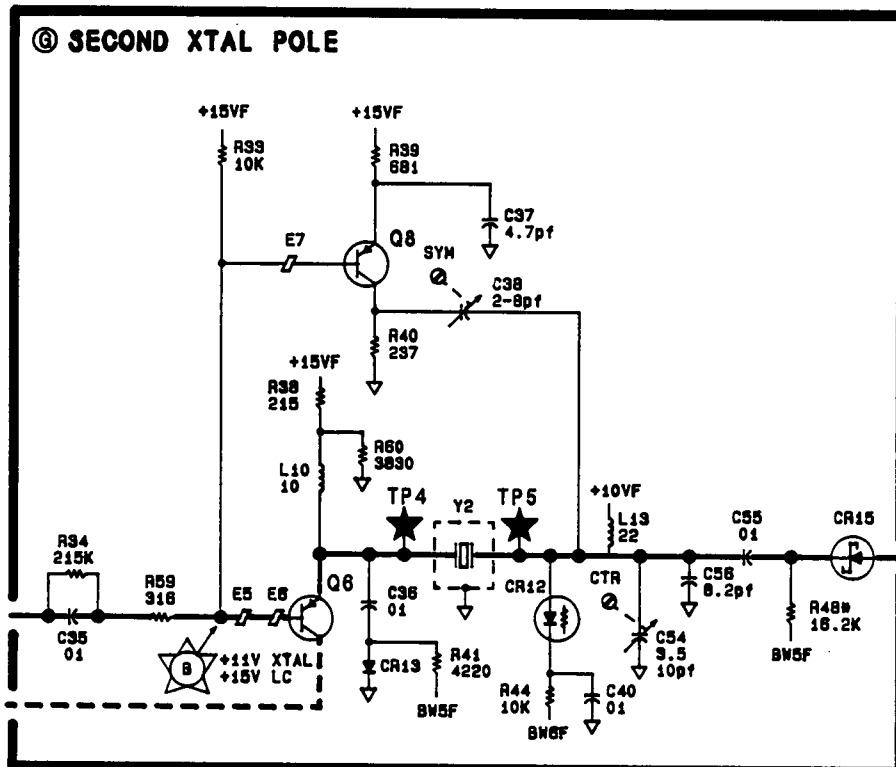 Ⓖ SECOND XTAL POLE
+15VF
+15VF
R33
10K
R39
681
C37
4.7pf
E7
Q8
SYM
C38
2-8pf
R40
237
+15VF
R38
215
R60
3830
L10
10
TP4
Y2
TP5
+10VF
L13
22
C55
01
CR15
R34
215K
R59
316
E5
E6
Q6
C35
01
C36
01
CR12
CTR
C56
8.2pf
R48*
16.2K
B
+11V XTAL
+15V LC
CR13
R41
4220
BW5F
R44
10K
C40
01
BW6F
C54
3.5
10pf
BW5F